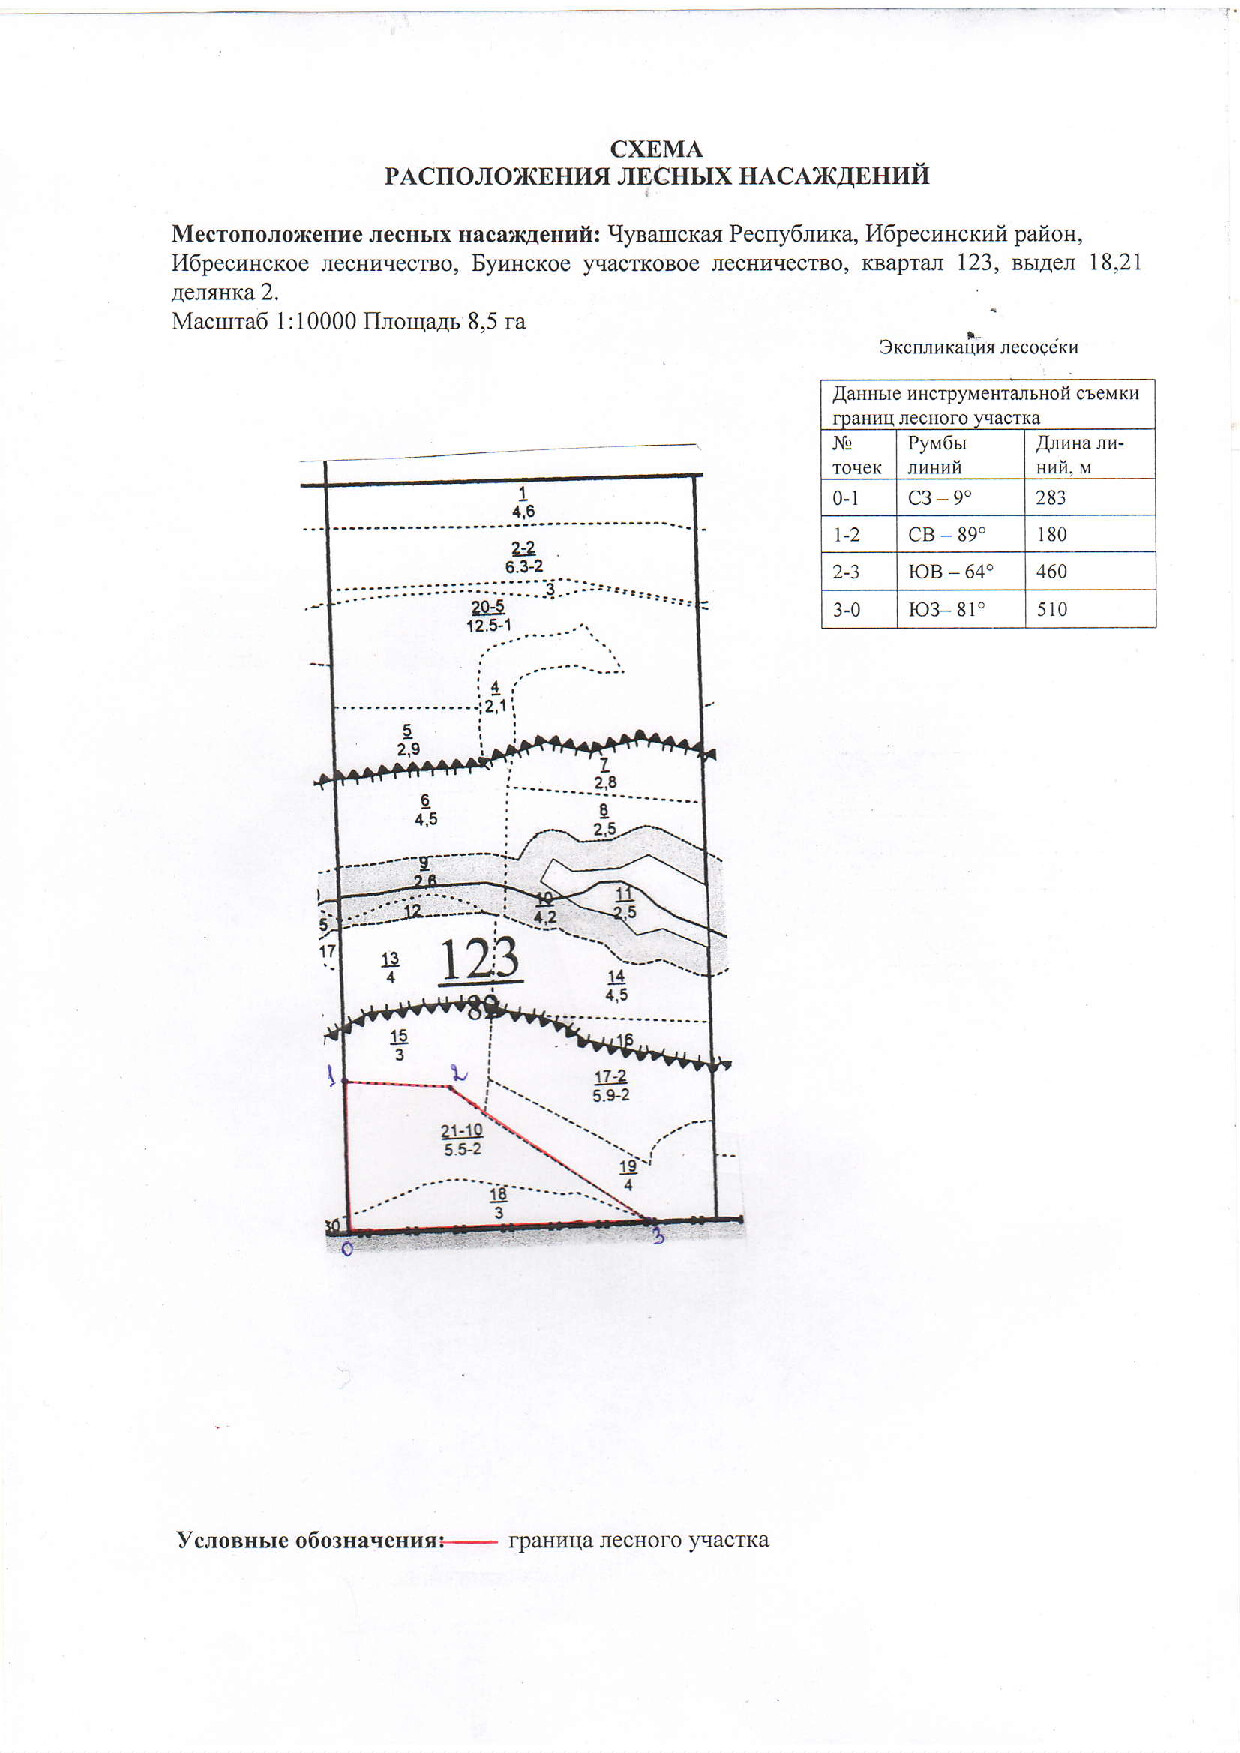 СХЕМА
РАСПОЛОЖЕНИЯ ЛЕСНЫХ НАСАЖДЕНИЙ
Местоположение лесных насаждений: Чувашская Республика, Ибресинский район,
Ибресинское лесничество, Буинское участковое лесничество, квартал 123, выдел 18,21
делянка 2.
Масштаб 1:10000 Площадь 8,5 га
Экспликация лесосеки
Данные инструментальной съемки
границ лесного участка
№ точек Румбы линий Длина ли-
ний, м
0-1 СЗ – 9° 283
1-2 СВ – 89° 180
2-3 ЮВ – 64° 460
3-0 ЮЗ– 81° 510
1
4,6
2-2
6.3-2
3
20-5
12.5-1
4
2,1
5
2,9
7
2,8
6
4,5
8
2,5
9
2,6
10
4,2
11
2,5
12
5
17
13
4
123
14
4,5
15
3
16
1
2
17-2
5.9-2
21-10
5.5-2
19
4
18
3
0
3
Условные обозначения: граница лесного участка